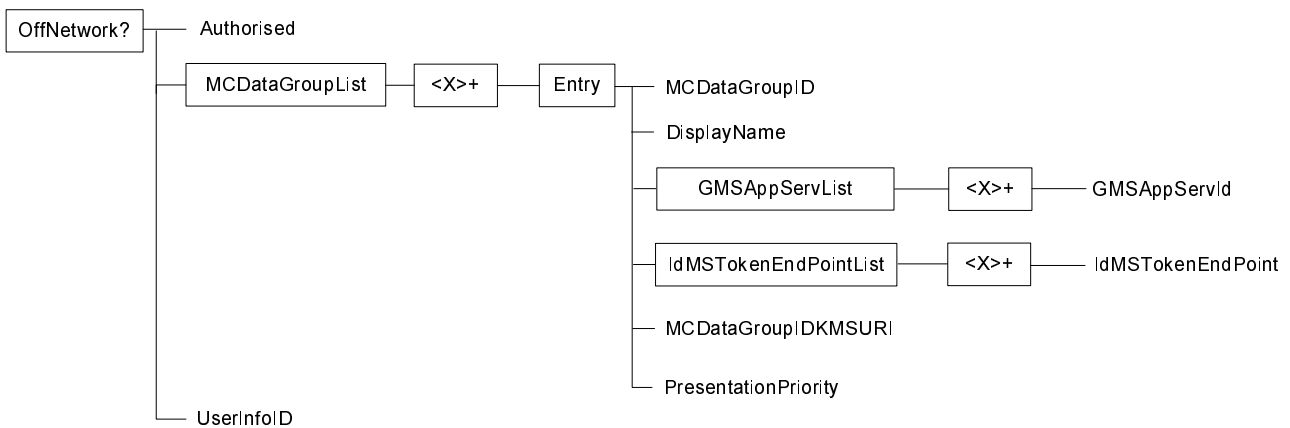 OffNetwork?
Authorised
MCDataGroupList
<X>+
Entry
MCDataGroupID
DisplayName
GMSAppServList
<X>+
GMSAppServId
IdMSTokenEndPointList
<X>+
IdMSTokenEndPoint
MCDataGroupIDKMSURI
PresentationPriority
UserInfoID